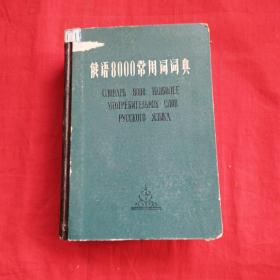 俄语8000常用词词典
СЛОВАРЬ 8000 НАИБОЛЕЕ
УПОТРЕБИТЕЛЬНЫХ СЛОВ
РУССКОГО ЯЗЫКА